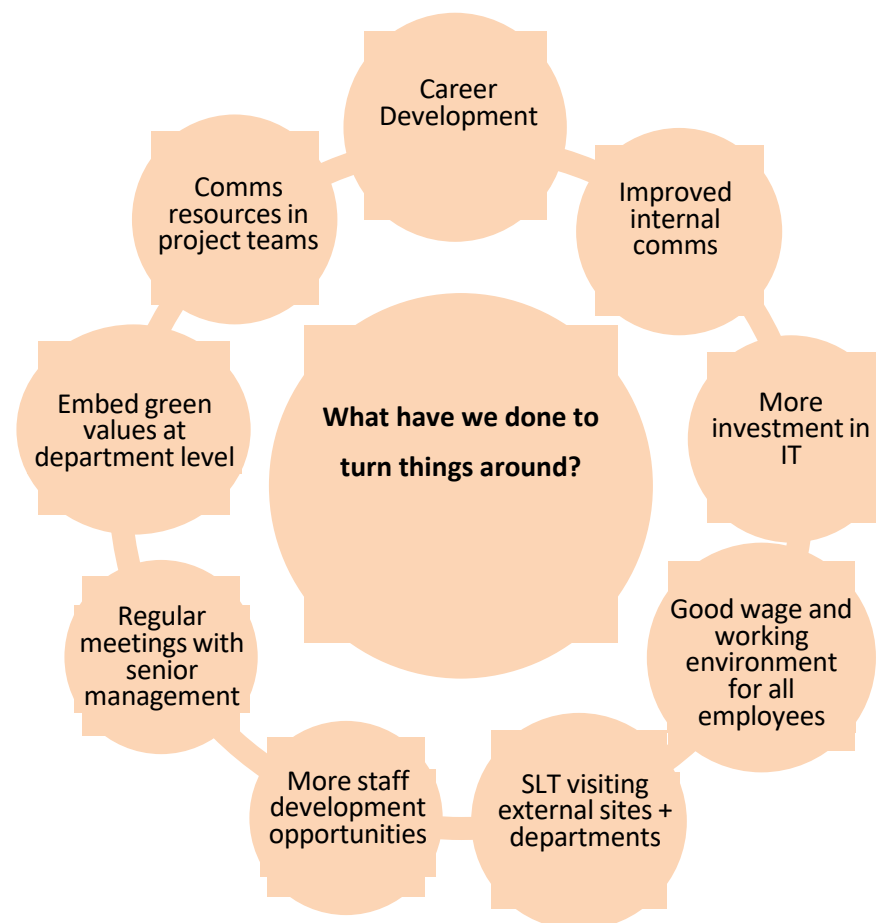 Career
Development
Improved
internal
comms
More
investment in
IT
Good wage and
working
environment
for all
employees
SLT visiting
external sites +
departments
More staff
development
opportunities
Regular
meetings with
senior
management
Embed green
values at
department level
Comms
resources in
project teams
What have we done to
turn things around?